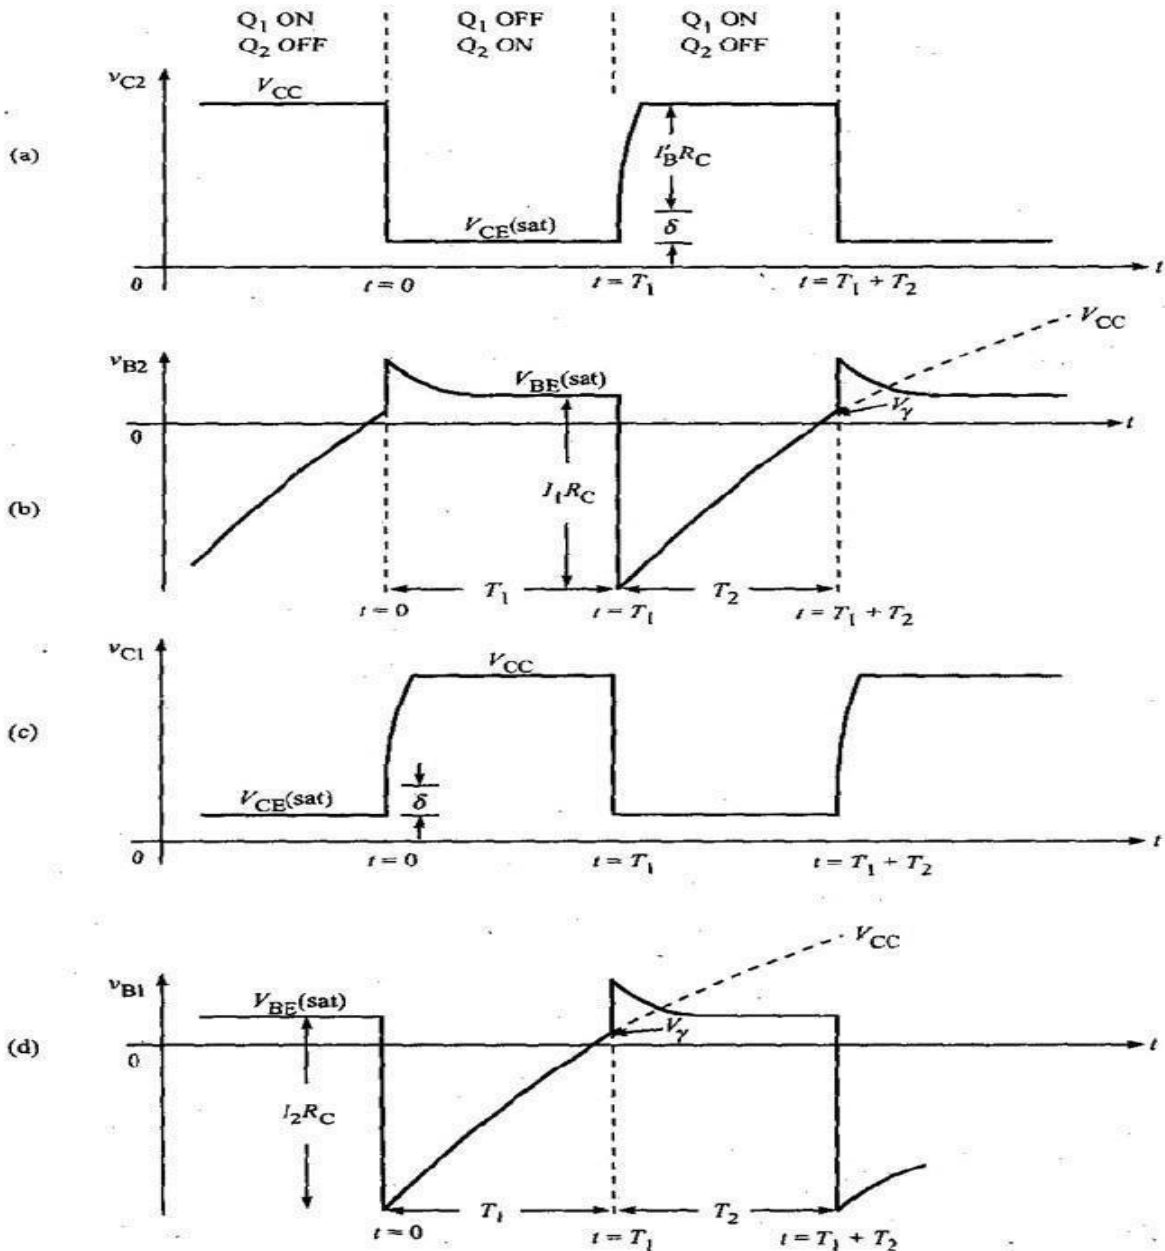 Q1 ON
Q2 OFF
Q1 OFF
Q2 ON
Q1 ON
Q2 OFF
(a)
vC2
VCC
VCE(sat)
I′BRC
δ
0
t = 0
t = T1
t = T1 + T2
t
(b)
vB2
VCC
VBE(sat)
Vγ
0
t
I1RC
T1
T2
t = 0
t = T1
t = T1 + T2
(c)
vC1
VCC
VCE(sat)
δ
0
t = 0
t = T1
t = T1 + T2
t
(d)
vB1
VCC
VBE(sat)
Vγ
0
t
I2RC
T1
T2
t = 0
t = T1
t = T1 + T2